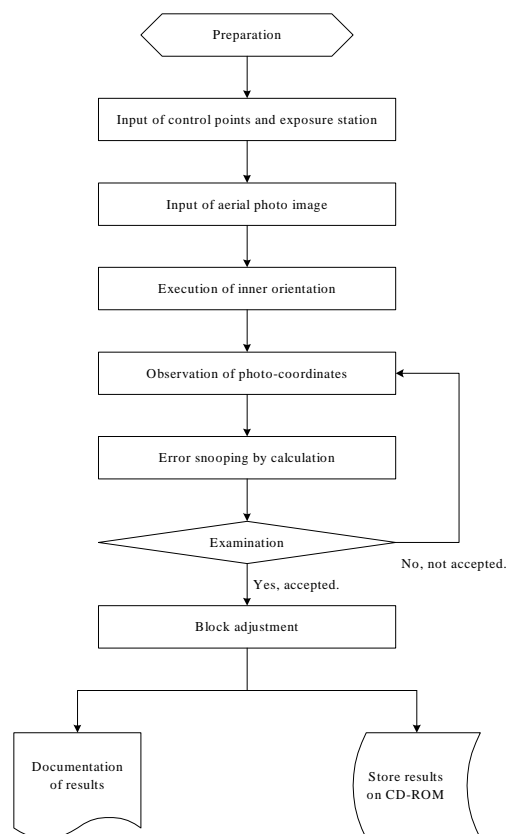 Preparation
Input of control points and exposure station
Input of aerial photo image
Execution of inner orientation
Observation of photo-coordinates
Error snooping by calculation
Examination
No, not accepted.
Yes, accepted.
Block adjustment
Documentation
of results
Store results
on CD-ROM